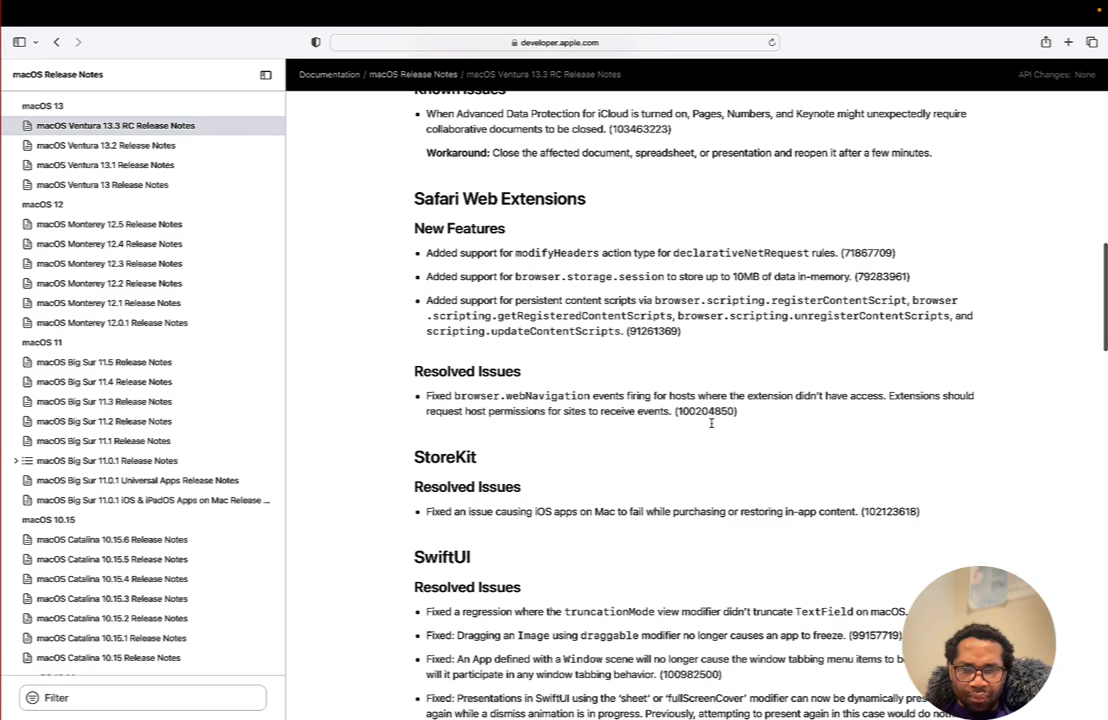 developer.apple.com
macOS Release Notes
Documentation / macOS Release Notes / macOS Ventura 13.3 RC Release Notes
API Changes: None
macOS 13
macOS Ventura 13.3 RC Release Notes
macOS Ventura 13.2 Release Notes
macOS Ventura 13.1 Release Notes
macOS Ventura 13 Release Notes
macOS 12
macOS Monterey 12.5 Release Notes
macOS Monterey 12.4 Release Notes
macOS Monterey 12.3 Release Notes
macOS Monterey 12.2 Release Notes
macOS Monterey 12.1 Release Notes
macOS Monterey 12.0.1 Release Notes
macOS 11
macOS Big Sur 11.5 Release Notes
macOS Big Sur 11.4 Release Notes
macOS Big Sur 11.3 Release Notes
macOS Big Sur 11.2 Release Notes
macOS Big Sur 11.1 Release Notes
macOS Big Sur 11.0.1 Release Notes
macOS Big Sur 11.0.1 Universal Apps Release Notes
macOS Big Sur 11.0.1 iOS & iPadOS Apps on Mac Release ...
macOS 10.15
macOS Catalina 10.15.6 Release Notes
macOS Catalina 10.15.5 Release Notes
macOS Catalina 10.15.4 Release Notes
macOS Catalina 10.15.3 Release Notes
macOS Catalina 10.15.2 Release Notes
macOS Catalina 10.15.1 Release Notes
macOS Catalina 10.15 Release Notes
Filter
Known Issues
• When Advanced Data Protection for iCloud is turned on, Pages, Numbers, and Keynote might unexpectedly require
collaborative documents to be closed. (103463223)
Workaround: Close the affected document, spreadsheet, or presentation and reopen it after a few minutes.
Safari Web Extensions
New Features
• Added support for modifyHeaders action type for declarativeNetRequest rules. (71867709)
• Added support for browser.storage.session to store up to 10MB of data in-memory. (79283961)
• Added support for persistent content scripts via browser.scripting.registerContentScript, browser
.scripting.getRegisteredContentScripts, browser.scripting.unregisterContentScripts, and
scripting.updateContentScripts. (91261369)
Resolved Issues
• Fixed browser.webNavigation events firing for hosts where the extension didn't have access. Extensions should
request host permissions for sites to receive events. (100204850)
StoreKit
Resolved Issues
• Fixed an issue causing iOS apps on Mac to fail while purchasing or restoring in-app content. (102123618)
SwiftUI
Resolved Issues
• Fixed a regression where the truncationMode view modifier didn't truncate TextField on macOS.
• Fixed: Dragging an Image using draggable modifier no longer causes an app to freeze. (99157719)
• Fixed: An App defined with a Window scene will no longer cause the window tabbing menu items to
will it participate in any window tabbing behavior. (100982500)
• Fixed: Presentations in SwiftUI using the 'sheet' or 'fullScreenCover' modifier can now be dynamically
again while a dismiss animation is in progress. Previously, attempting to present again in this case would do